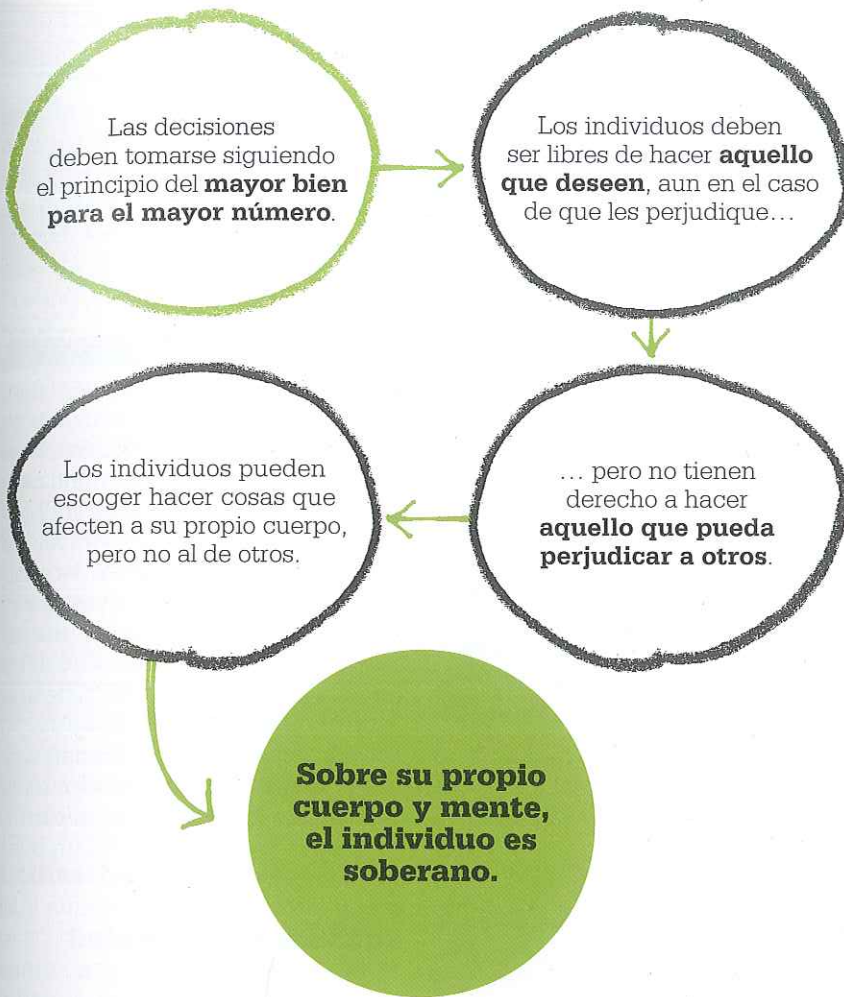 Las decisiones
deben tomarse siguiendo
el principio del mayor bien
para el mayor número.
Los individuos deben
ser libres de hacer aquello
que deseen, aun en el caso
de que les perjudique…
… pero no tienen
derecho a hacer
aquello que pueda
perjudicar a otros.
Los individuos pueden
escoger hacer cosas que
afecten a su propio cuerpo,
pero no al de otros.
Sobre su propio
cuerpo y mente,
el individuo es
soberano.